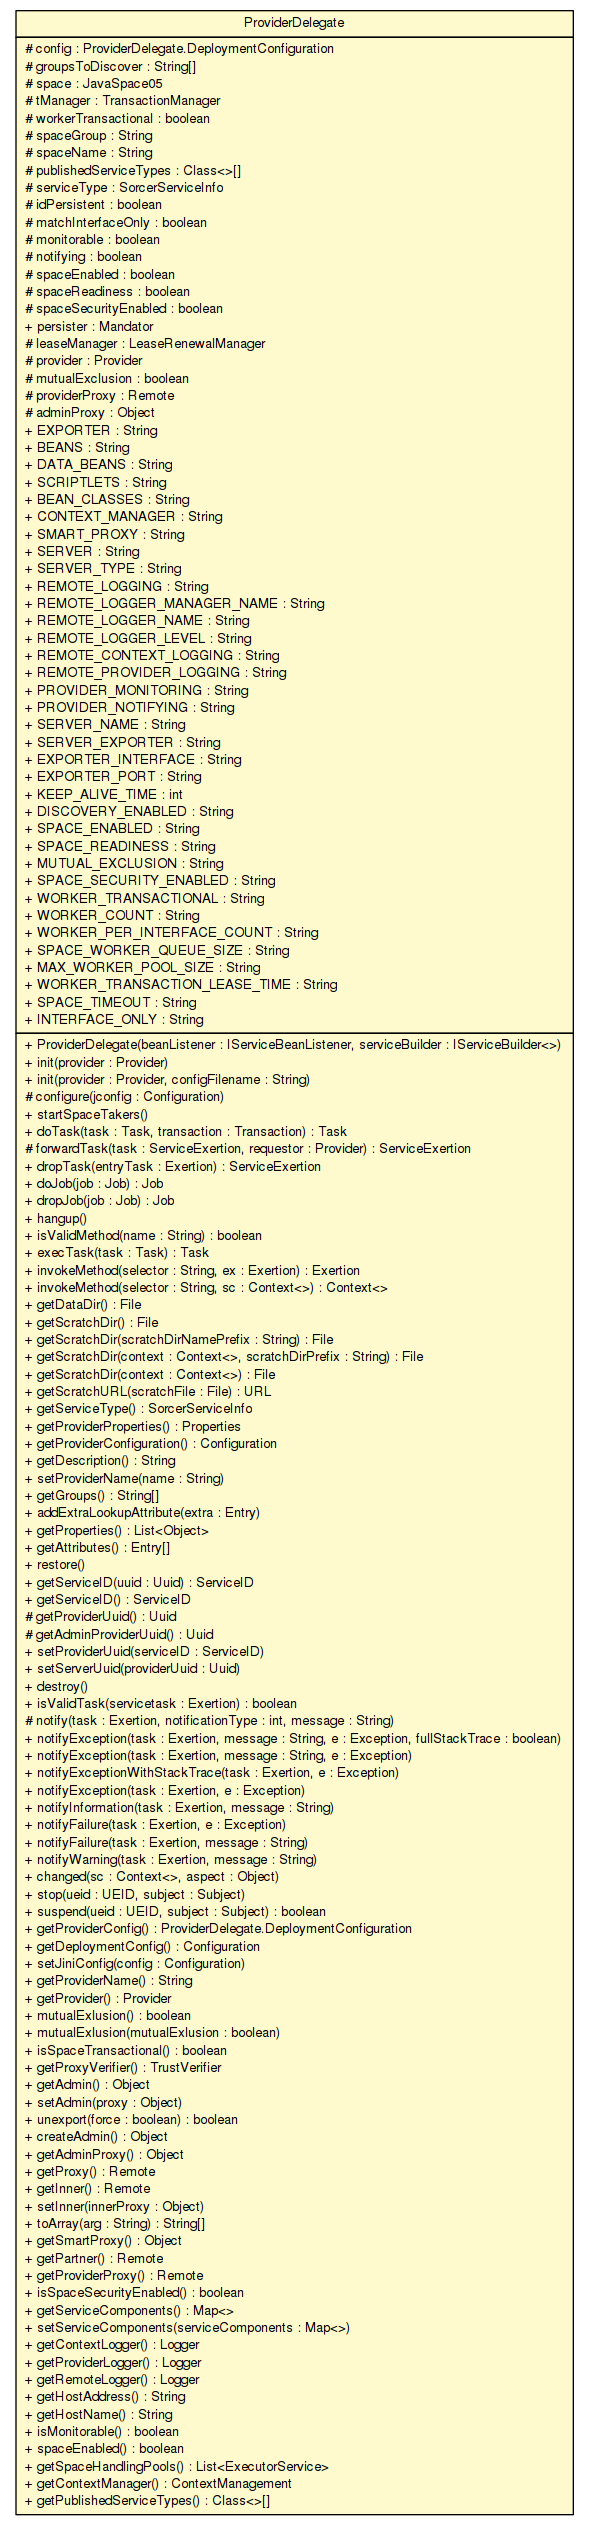 ProviderDelegate
# config : ProviderDelegate.DeploymentConfiguration
# groupsToDiscover : String[]
# space : JavaSpace05
# tManager : TransactionManager
# workerTransactional : boolean
# spaceGroup : String
# spaceName : String
# publishedServiceTypes : Class<>[]
# serviceType : SorcerServiceInfo
# idPersistent : boolean
# matchInterfaceOnly : boolean
# monitorable : boolean
# notifying : boolean
# spaceEnabled : boolean
# spaceReadiness : boolean
# spaceSecurityEnabled : boolean
+ persister : Mandator
# leaseManager : LeaseRenewalManager
# provider : Provider
# mutualExclusion : boolean
# providerProxy : Remote
# adminProxy : Object
+ EXPORTER : String
+ BEANS : String
+ DATA_BEANS : String
+ SCRIPTLETS : String
+ BEAN_CLASSES : String
+ CONTEXT_MANAGER : String
+ SMART_PROXY : String
+ SERVER : String
+ SERVER_TYPE : String
+ REMOTE_LOGGING : String
+ REMOTE_LOGGER_MANAGER_NAME : String
+ REMOTE_LOGGER_NAME : String
+ REMOTE_LOGGER_LEVEL : String
+ REMOTE_CONTEXT_LOGGING : String
+ REMOTE_PROVIDER_LOGGING : String
+ PROVIDER_MONITORING : String
+ PROVIDER_NOTIFYING : String
+ SERVER_NAME : String
+ SERVER_EXPORTER : String
+ EXPORTER_INTERFACE : String
+ EXPORTER_PORT : String
+ KEEP_ALIVE_TIME : int
+ DISCOVERY_ENABLED : String
+ SPACE_ENABLED : String
+ SPACE_READINESS : String
+ MUTUAL_EXCLUSION : String
+ SPACE_SECURITY_ENABLED : String
+ WORKER_TRANSACTIONAL : String
+ WORKER_COUNT : String
+ WORKER_PER_INTERFACE_COUNT : String
+ SPACE_WORKER_QUEUE_SIZE : String
+ MAX_WORKER_POOL_SIZE : String
+ WORKER_TRANSACTION_LEASE_TIME : String
+ SPACE_TIMEOUT : String
+ INTERFACE_ONLY : String
+ ProviderDelegate(beanListener : IServiceBeanListener, serviceBuilder : IServiceBuilder<>)
+ init(provider : Provider)
+ init(provider : Provider, configFilename : String)
# configure(jconfig : Configuration)
+ startSpaceTakers()
+ doTask(task : Task, transaction : Transaction) : Task
# forwardTask(task : ServiceExertion, requestor : Provider) : ServiceExertion
+ dropTask(entryTask : Exertion) : ServiceExertion
+ doJob(job : Job) : Job
+ dropJob(job : Job) : Job
+ hangup()
+ isValidMethod(name : String) : boolean
+ execTask(task : Task) : Task
+ invokeMethod(selector : String, ex : Exertion) : Exertion
+ invokeMethod(selector : String, sc : Context<>) : Context<>
+ getDataDir() : File
+ getScratchDir() : File
+ getScratchDir(scratchDirNamePrefix : String) : File
+ getScratchDir(context : Context<>, scratchDirPrefix : String) : File
+ getScratchDir(context : Context<>) : File
+ getScratchURL(scratchFile : File) : URL
+ getServiceType() : SorcerServiceInfo
+ getProviderProperties() : Properties
+ getProviderConfiguration() : Configuration
+ getDescription() : String
+ setProviderName(name : String)
+ getGroups() : String[]
+ addExtraLookupAttribute(extra : Entry)
+ getProperties() : List<Object>
+ getAttributes() : Entry[]
+ restore()
+ getServiceID(uuid : Uuid) : ServiceID
+ getServiceID() : ServiceID
# getProviderUuid() : Uuid
# getAdminProviderUuid() : Uuid
+ setProviderUuid(serviceID : ServiceID)
+ setServerUuid(providerUuid : Uuid)
+ destroy()
+ isValidTask(servicetask : Exertion) : boolean
# notify(task : Exertion, notificationType : int, message : String)
+ notifyException(task : Exertion, message : String, e : Exception, fullStackTrace : boolean)
+ notifyException(task : Exertion, message : String, e : Exception)
+ notifyExceptionWithStackTrace(task : Exertion, e : Exception)
+ notifyException(task : Exertion, e : Exception)
+ notifyInformation(task : Exertion, message : String)
+ notifyFailure(task : Exertion, e : Exception)
+ notifyFailure(task : Exertion, message : String)
+ notifyWarning(task : Exertion, message : String)
+ changed(sc : Context<>, aspect : Object)
+ stop(ueid : UEID, subject : Subject)
+ suspend(ueid : UEID, subject : Subject) : boolean
+ getProviderConfig() : ProviderDelegate.DeploymentConfiguration
+ getDeploymentConfig() : Configuration
+ setJiniConfig(config : Configuration)
+ getProviderName() : String
+ getProvider() : Provider
+ mutualExlusion() : boolean
+ mutualExlusion(mutualExlusion : boolean)
+ isSpaceTransactional() : boolean
+ getProxyVerifier() : TrustVerifier
+ getAdmin() : Object
+ setAdmin(proxy : Object)
+ unexport(force : boolean) : boolean
+ createAdmin() : Object
+ getAdminProxy() : Object
+ getProxy() : Remote
+ getInner() : Remote
+ setInner(innerProxy : Object)
+ toArray(arg : String) : String[]
+ getSmartProxy() : Object
+ getPartner() : Remote
+ getProviderProxy() : Remote
+ isSpaceSecurityEnabled() : boolean
+ getServiceComponents() : Map<>
+ setServiceComponents(serviceComponents : Map<>)
+ getContextLogger() : Logger
+ getProviderLogger() : Logger
+ getRemoteLogger() : Logger
+ getHostAddress() : String
+ getHostName() : String
+ isMonitorable() : boolean
+ spaceEnabled() : boolean
+ getSpaceHandlingPools() : List<ExecutorService>
+ getContextManager() : ContextManagement
+ getPublishedServiceTypes() : Class<>[]